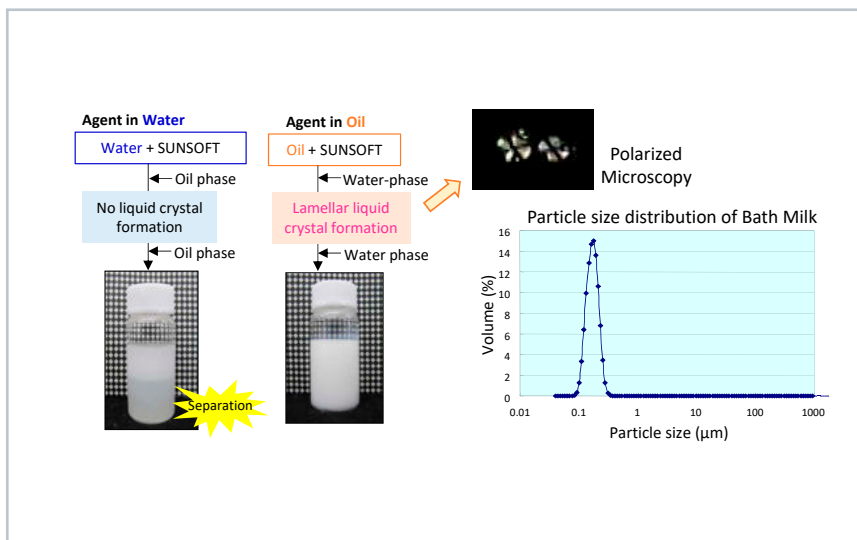 Agent in Water
Water + SUNSOFT
Oil phase
No liquid crystal
formation
Oil phase
Separation
Agent in Oil
Oil + SUNSOFT
Water-phase
Lamellar liquid
crystal formation
Water phase
Polarized
Microscopy
Particle size distribution of Bath Milk
Volume (%)
16
14
12
10
8
6
4
2
0
0.01
0.1
1
10
100
1000
Particle size (μm)